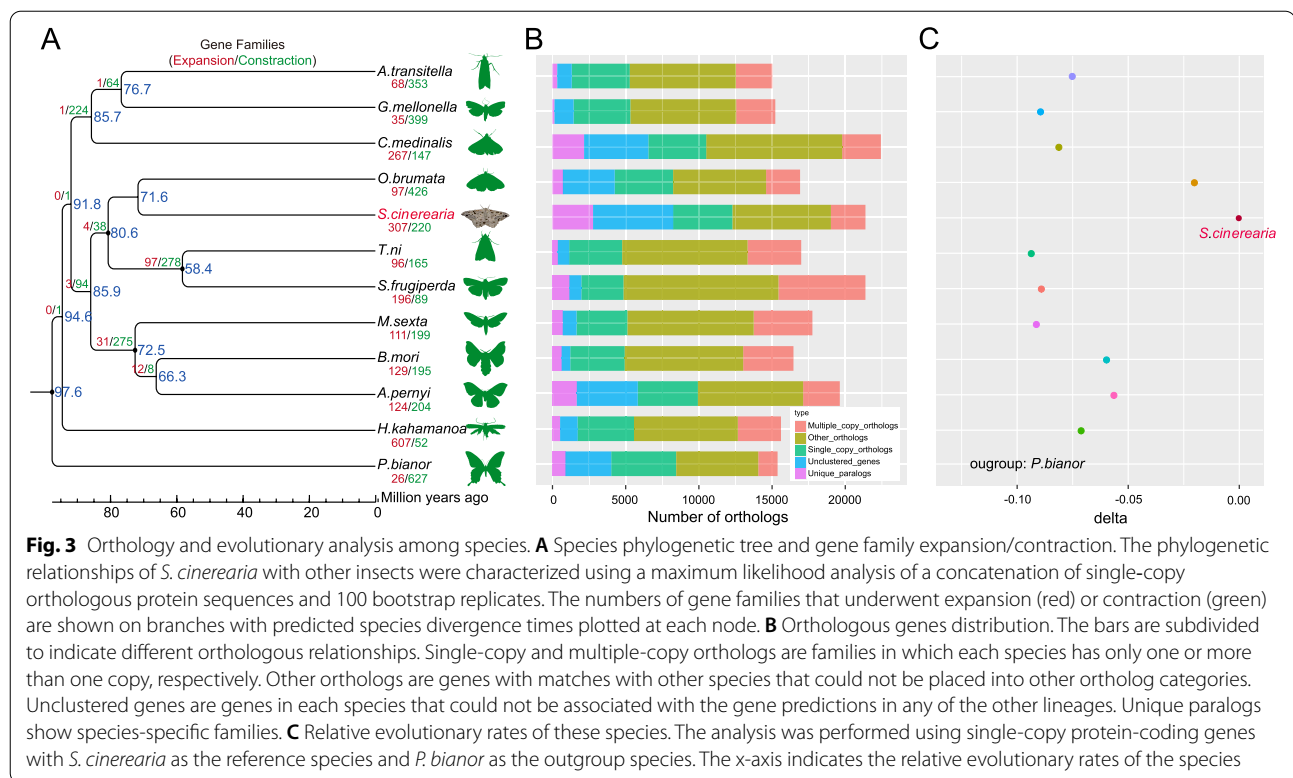 A
Gene Families
(Expansion/Constraction)
A.transitella
68/353
G.mellonella
35/399
C.medinalis
267/147
O.brumata
97/426
S.cinerearia
307/220
T.ni
96/165
S.frugiperda
196/89
M.sexta
111/199
B.mori
129/195
A.pernyi
124/204
H.kahamanoa
607/52
P.bianor
26/627
1/64
76.7
1/224
85.7
0/1
91.8
71.6
4/38
80.6
97/278
58.4
3/94
85.9
0/1
94.6
31/275
72.5
12/8
66.3
97.6
Million years ago
80 60 40 20 0
B
type
Multiple_copy_orthologs
Other_orthologs
Single_copy_orthologs
Unclustered_genes
Unique_paralogs
0 5000 10000 15000 20000
Number of orthologs
C
S.cinerearia
ougroup: P.bianor
-0.10 -0.05 0.00
delta
Fig. 3 Orthology and evolutionary analysis among species. A Species phylogenetic tree and gene family expansion/contraction. The phylogenetic
relationships of S. cinerearia with other insects were characterized using a maximum likelihood analysis of a concatenation of single-copy
orthologous protein sequences and 100 bootstrap replicates. The numbers of gene families that underwent expansion (red) or contraction (green)
are shown on branches with predicted species divergence times plotted at each node. B Orthologous genes distribution. The bars are subdivided
to indicate different orthologous relationships. Single-copy and multiple-copy orthologs are families in which each species has only one or more
than one copy, respectively. Other orthologs are genes with matches with other species that could not be placed into other ortholog categories.
Unclustered genes are genes in each species that could not be associated with the gene predictions in any of the other lineages. Unique paralogs
show species-specific families. C Relative evolutionary rates of these species. The analysis was performed using single-copy protein-coding genes
with S. cinerearia as the reference species and P. bianor as the outgroup species. The x-axis indicates the relative evolutionary rates of the species